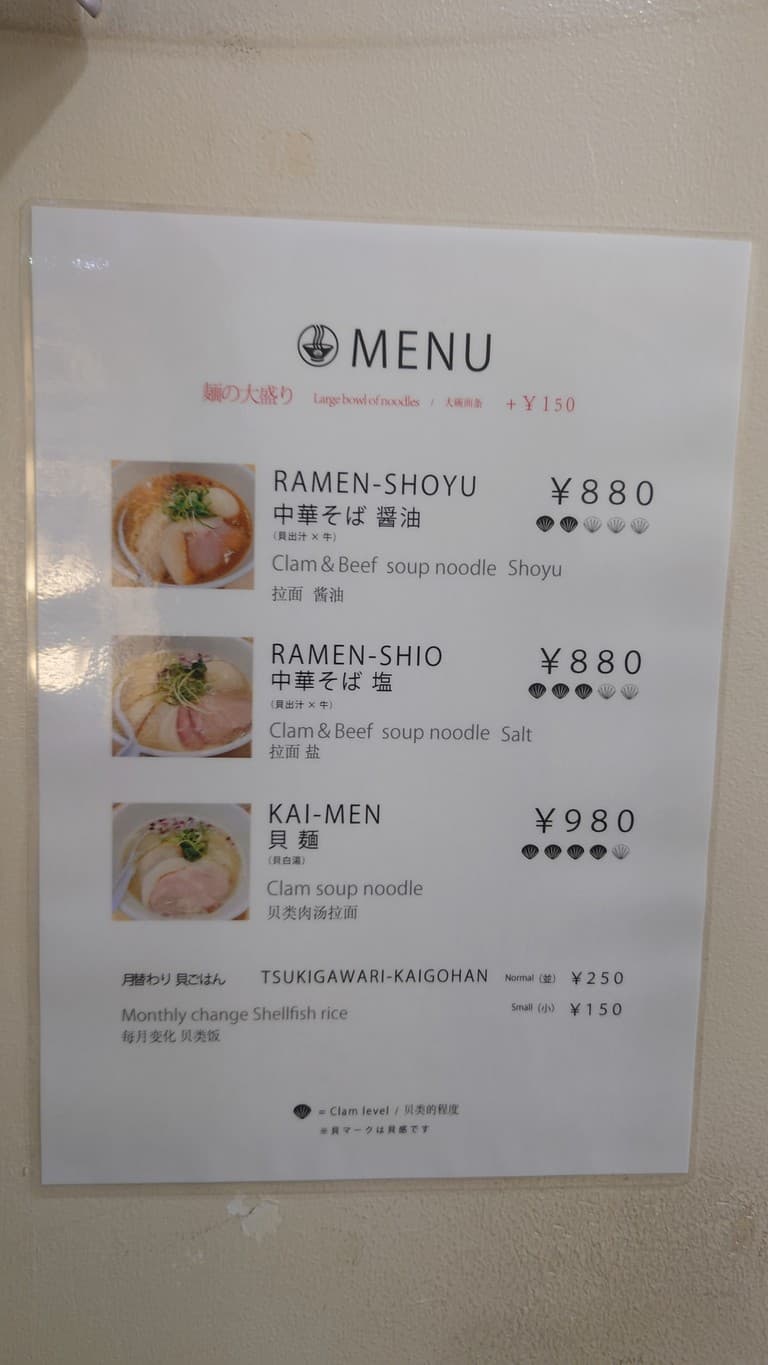 MENU
麺の大盛り Large bowl of noodles / 大碗面条 +￥150
RAMEN-SHOYU ￥880
中華そば 醤油
(貝出汁 × 牛)
Clam & Beef soup noodle Shoyu
拉面 酱油
RAMEN-SHIO ￥880
中華そば 塩
(貝出汁 × 牛)
Clam & Beef soup noodle Salt
拉面 盐
KAI-MEN ￥980
貝 麺
(貝白湯)
Clam soup noodle
贝类肉汤拉面
月替わり 貝ごはん TSUKIGAWARI-KAIGOHAN Normal (並) ￥250
Small (小) ￥150
Monthly change Shellfish rice
每月变化 贝类饭
= Clam level / 贝类的程度
※貝マークは貝感です